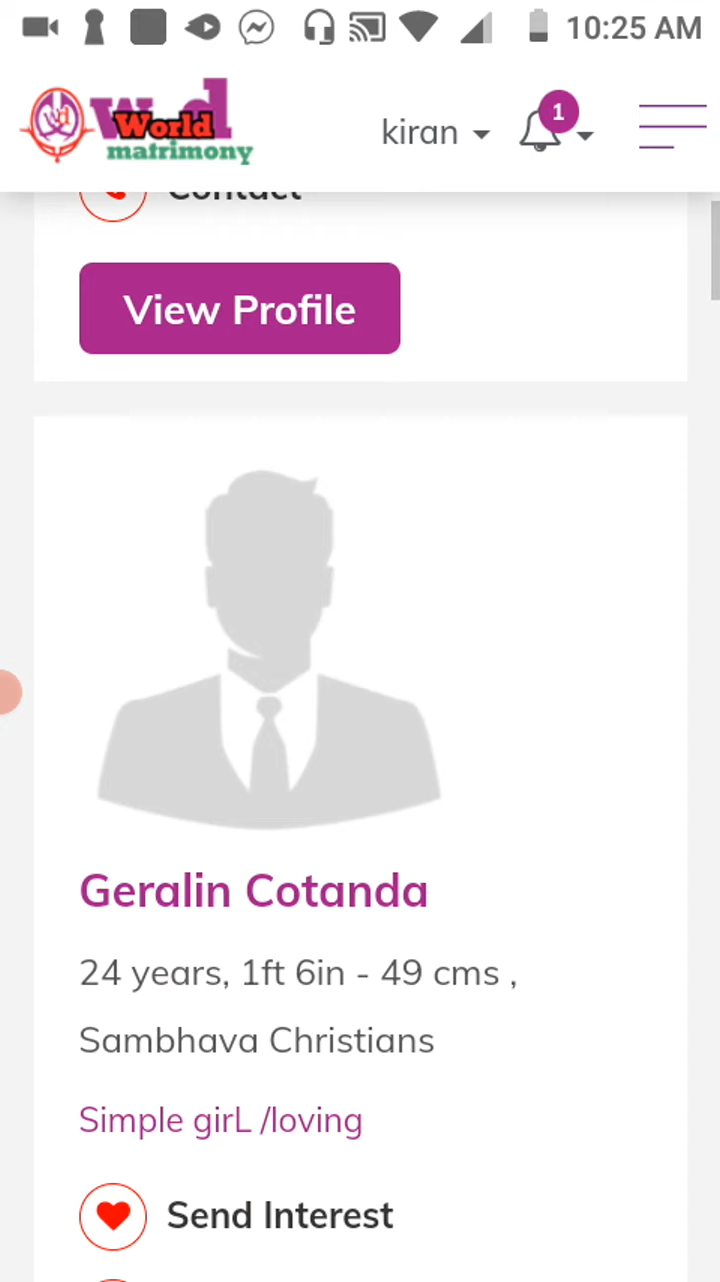 10:25 AM
World
matrimony
kiran
1
Contact
View Profile
Geralin Cotanda
24 years, 1ft 6in - 49 cms ,
Sambhava Christians
Simple girL /loving
Send Interest